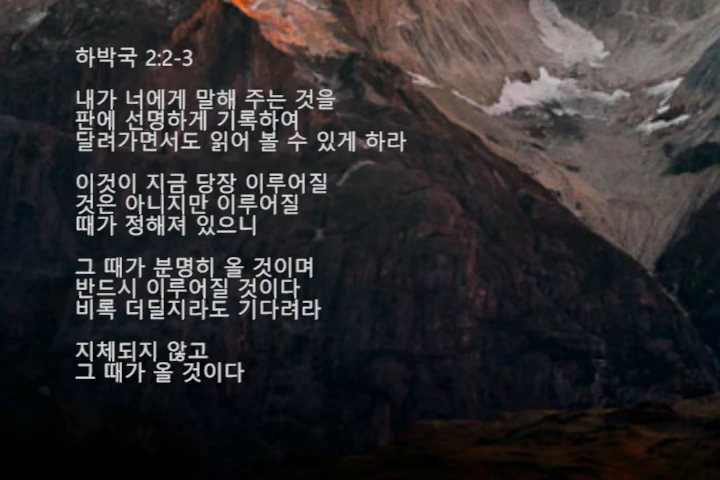 하박국 2:2-3
내가 너에게 말해 주는 것을
판에 선명하게 기록하여
달려가면서도 읽어 볼 수 있게 하라
이것이 지금 당장 이루어질
것은 아니지만 이루어질
때가 정해져 있으니
그 때가 분명히 올 것이며
반드시 이루어질 것이다
비록 더딜지라도 기다려라
지체되지 않고
그 때가 올 것이다